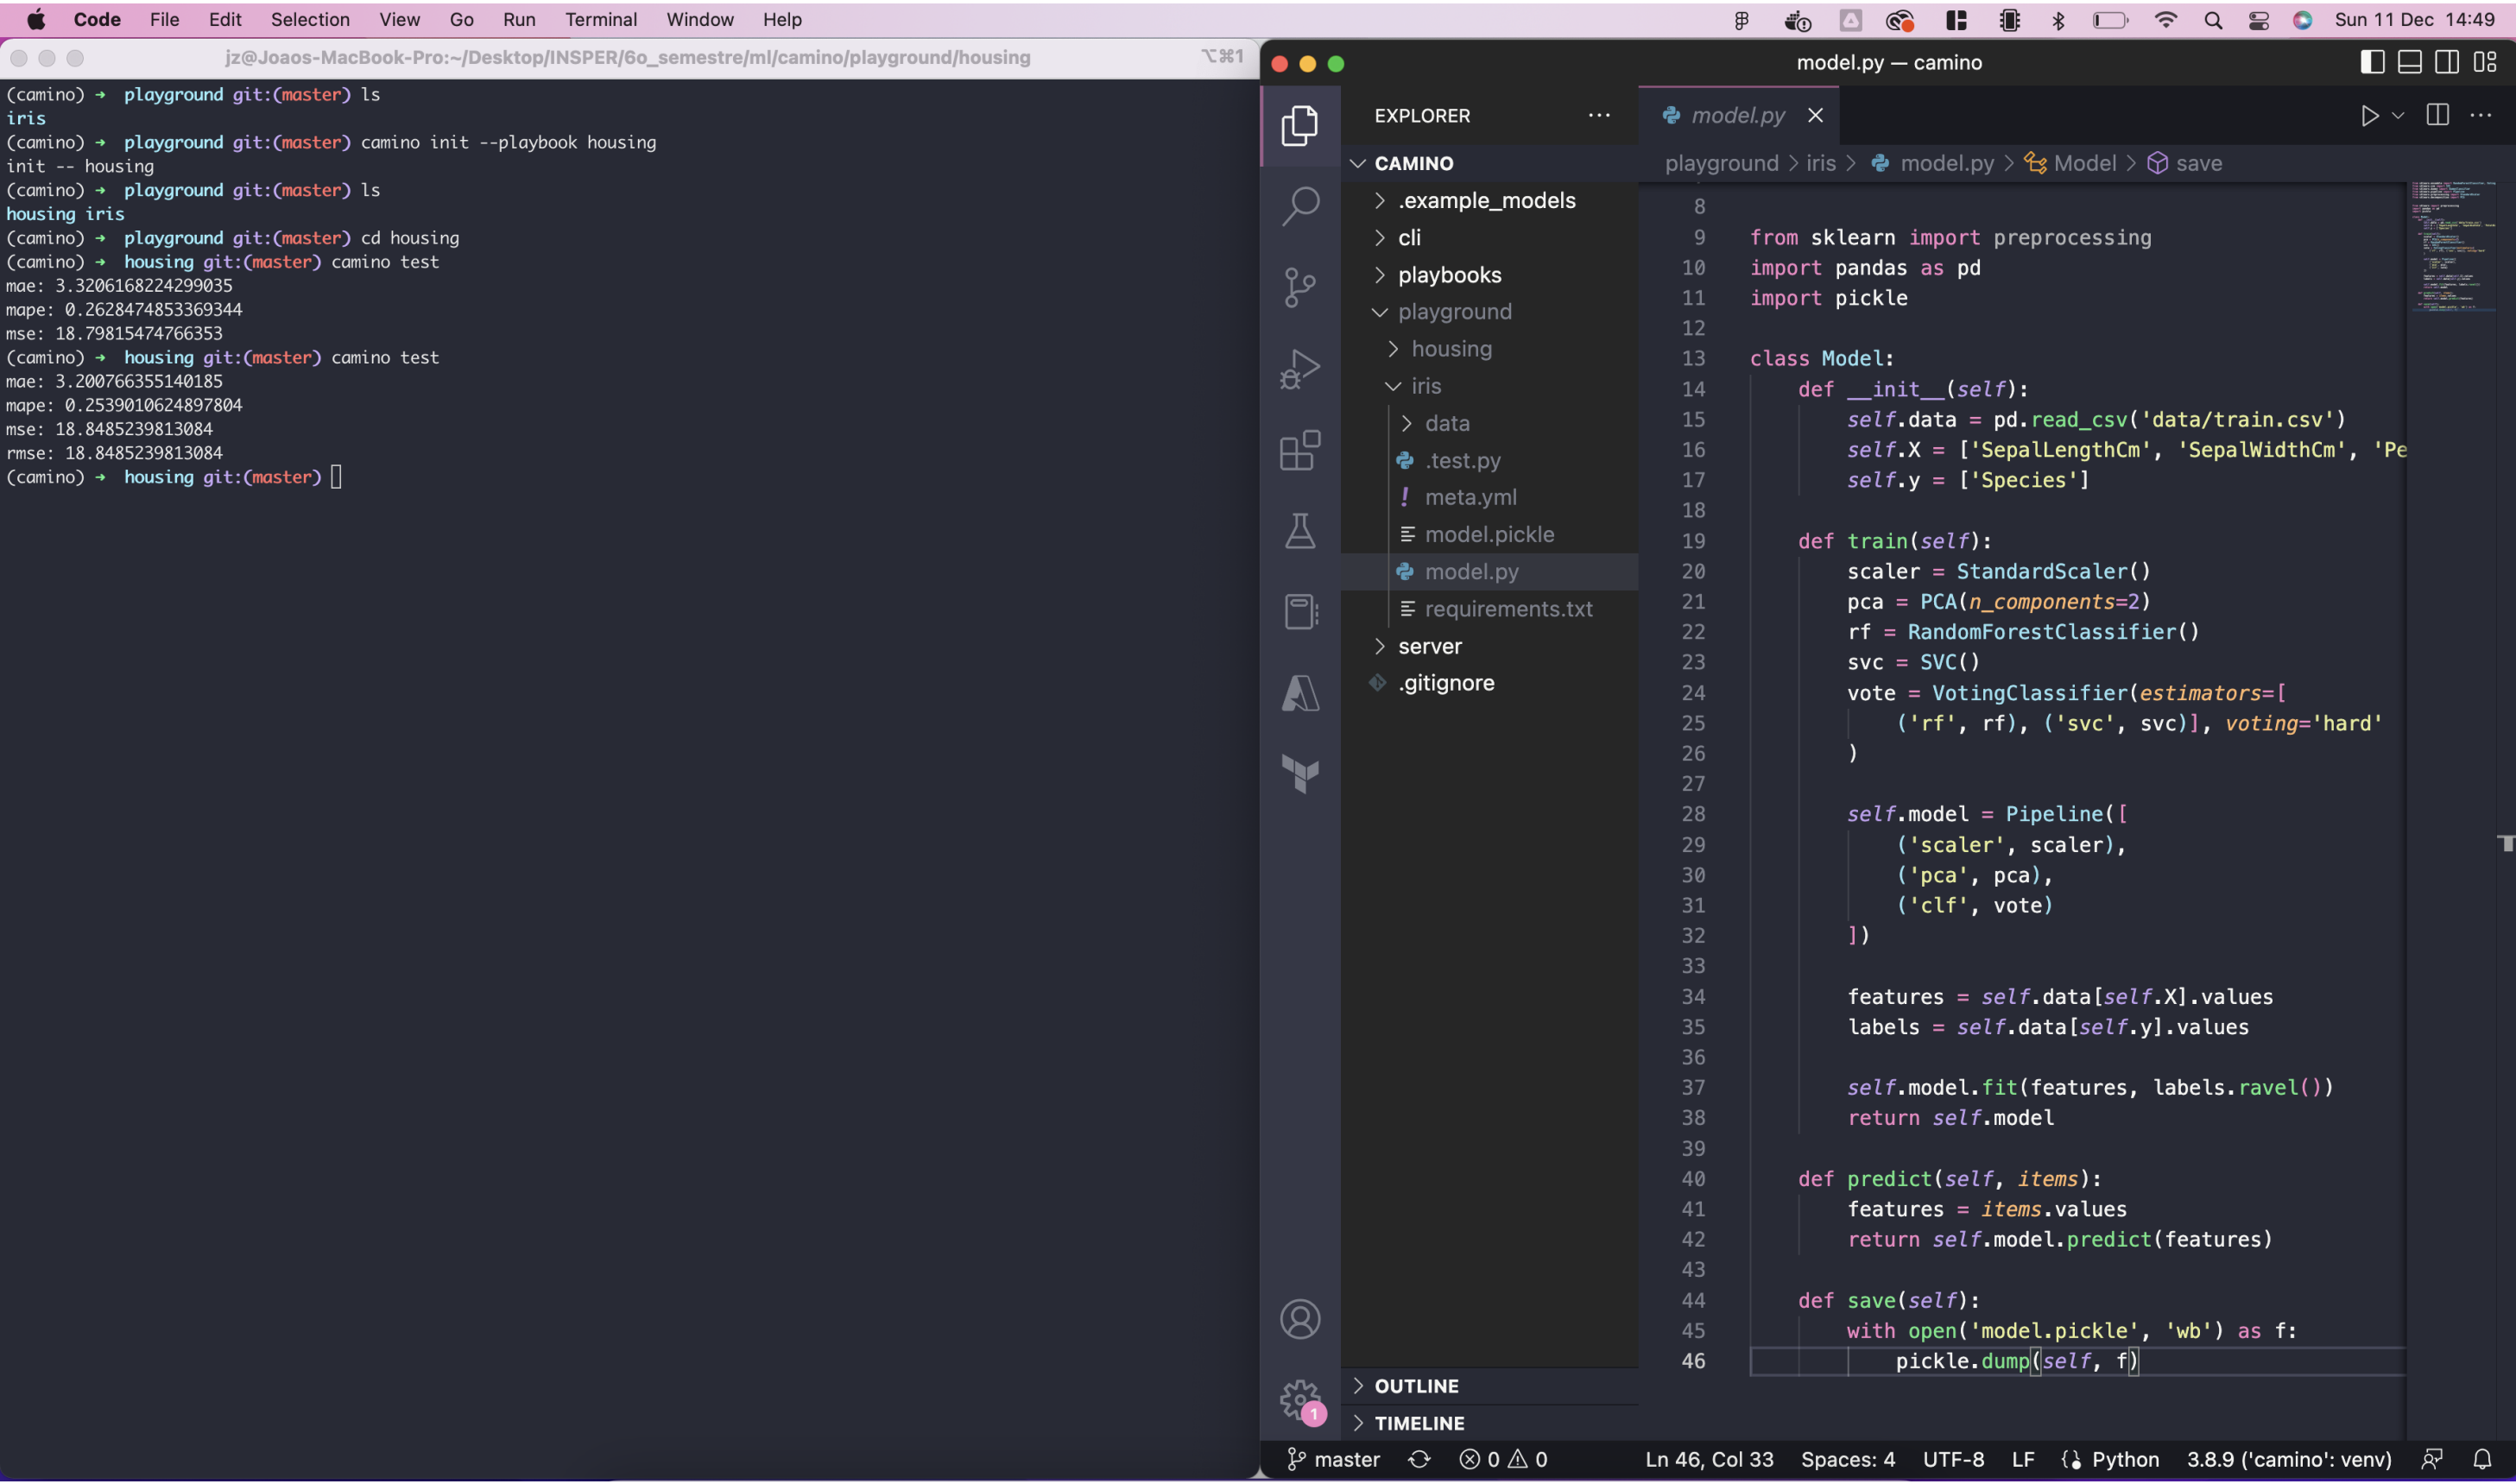 Code File Edit Selection View Go Run Terminal Window Help Sun 11 Dec 14:49
jz@Joaos-MacBook-Pro:~/Desktop/INSPER/6o_semestre/ml/camino/playground/housing ⌥⌘1
(camino) ➜ playground git:(master) ls
iris
(camino) ➜ playground git:(master) camino init --playbook housing
init -- housing
(camino) ➜ playground git:(master) ls
housing iris
(camino) ➜ playground git:(master) cd housing
(camino) ➜ housing git:(master) camino test
mae: 3.3206168224299035
mape: 0.2628474853369344
mse: 18.79815474766353
(camino) ➜ housing git:(master) camino test
mae: 3.200766355140185
mape: 0.2539010624897804
mse: 18.8485239813084
rmse: 18.8485239813084
(camino) ➜ housing git:(master)
model.py — camino
EXPLORER ···
CAMINO
.example_models
cli
playbooks
playground
housing
iris
data
.test.py
! meta.yml
model.pickle
model.py
requirements.txt
server
.gitignore
OUTLINE
TIMELINE
1
model.py
playground > iris > model.py > Model > save
8
9 from sklearn import preprocessing
10 import pandas as pd
11 import pickle
12
13 class Model:
14 def __init__(self):
15 self.data = pd.read_csv('data/train.csv')
16 self.X = ['SepalLengthCm', 'SepalWidthCm', 'Pe
17 self.y = ['Species']
18
19 def train(self):
20 scaler = StandardScaler()
21 pca = PCA(n_components=2)
22 rf = RandomForestClassifier()
23 svc = SVC()
24 vote = VotingClassifier(estimators=[
25 ('rf', rf), ('svc', svc)], voting='hard'
26 )
27
28 self.model = Pipeline([
29 ('scaler', scaler),
30 ('pca', pca),
31 ('clf', vote)
32 ])
33
34 features = self.data[self.X].values
35 labels = self.data[self.y].values
36
37 self.model.fit(features, labels.ravel())
38 return self.model
39
40 def predict(self, items):
41 features = items.values
42 return self.model.predict(features)
43
44 def save(self):
45 with open('model.pickle', 'wb') as f:
46 pickle.dump(self, f)
master 0 0 Ln 46, Col 33 Spaces: 4 UTF-8 LF Python 3.8.9 ('camino': venv)